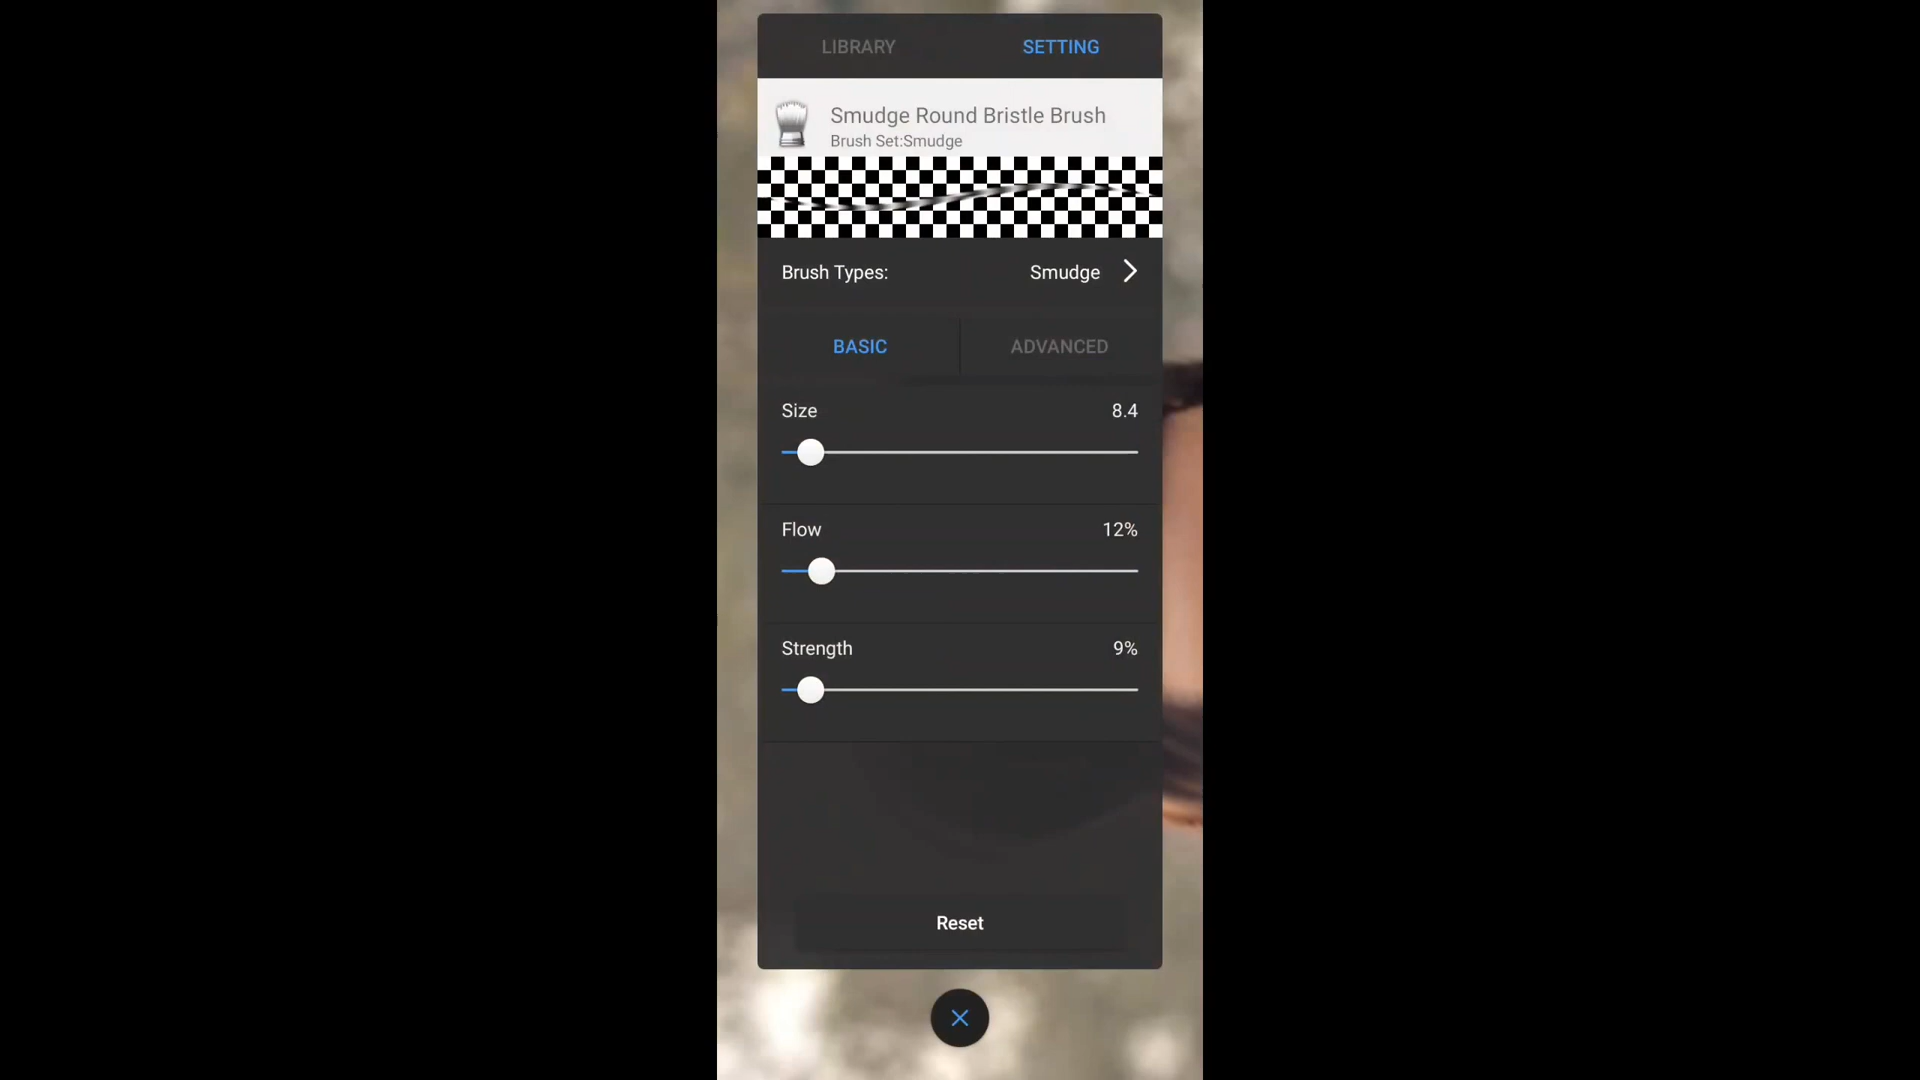 LIBRARY SETTING
Smudge Round Bristle Brush
Brush Set:Smudge
Brush Types: Smudge
BASIC ADVANCED
Size 8.4
Flow 12%
Strength 9%
Reset